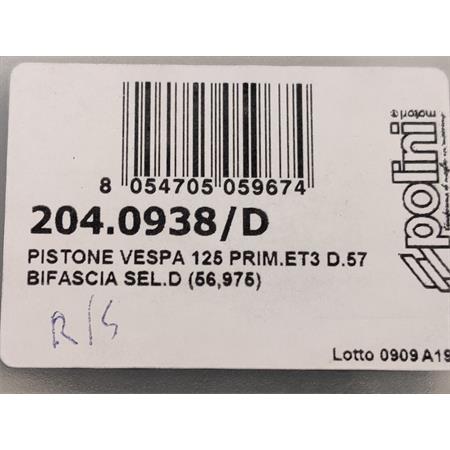 8 054705 059674
204.0938/D
PISTONE VESPA 125 PRIM.ET3 D.57
BIFASCIA SEL.D (56,975)
R/S
Lotto 0909 A19
polini
motori®